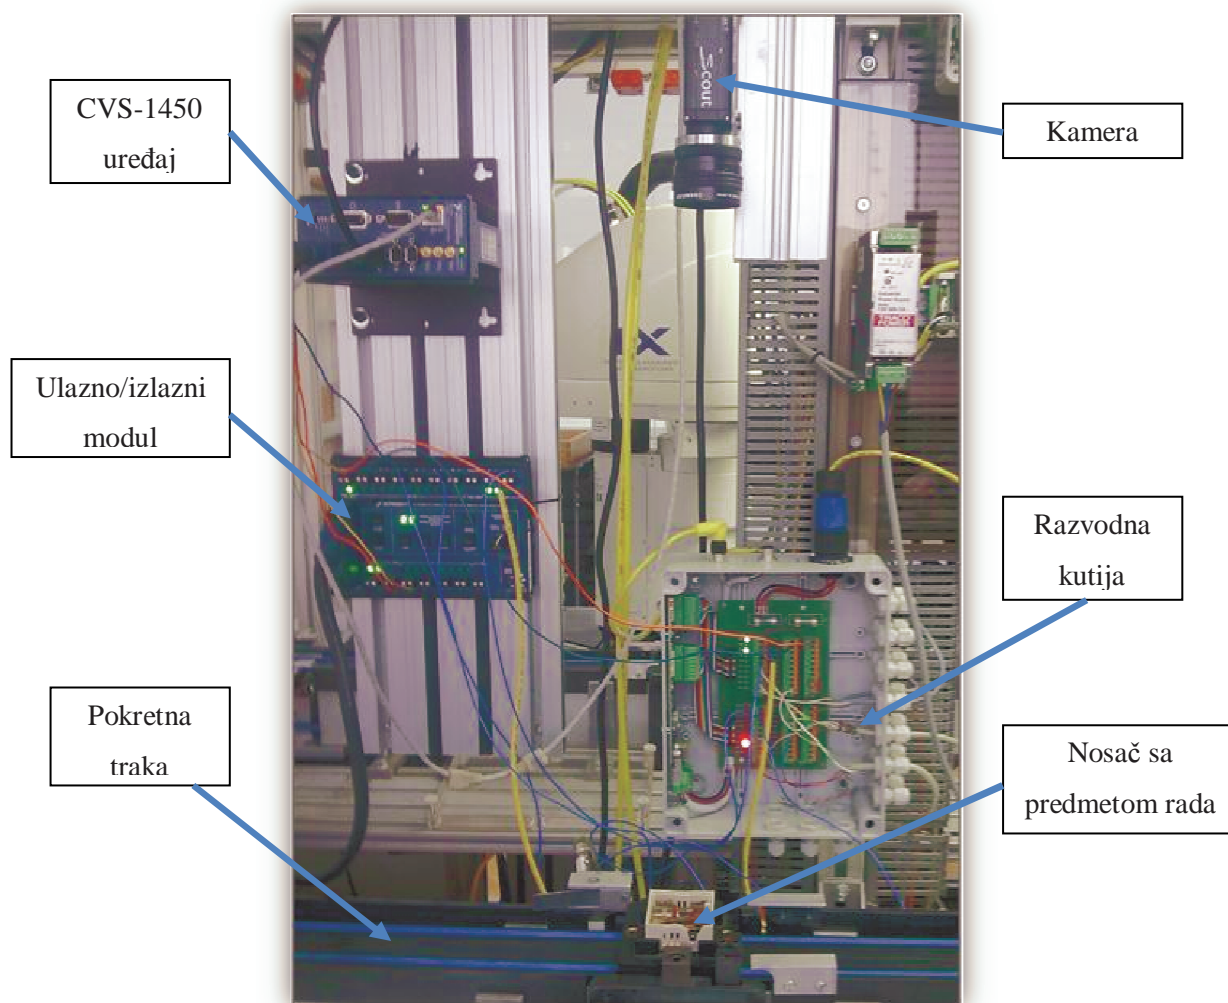 CVS-1450
uređaj
Kamera
Scout
Ulazno/izlazni
modul
X
Razvodna
kutija
Pokretna
traka
Nosač sa
predmetom rada